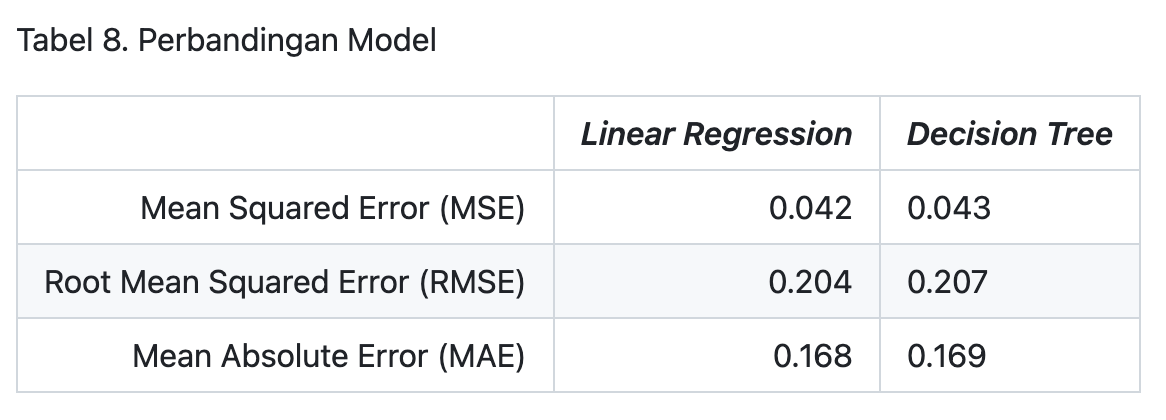 Tabel 8. Perbandingan Model
Linear Regression Decision Tree
Mean Squared Error (MSE) 0.042 0.043
Root Mean Squared Error (RMSE) 0.204 0.207
Mean Absolute Error (MAE) 0.168 0.169